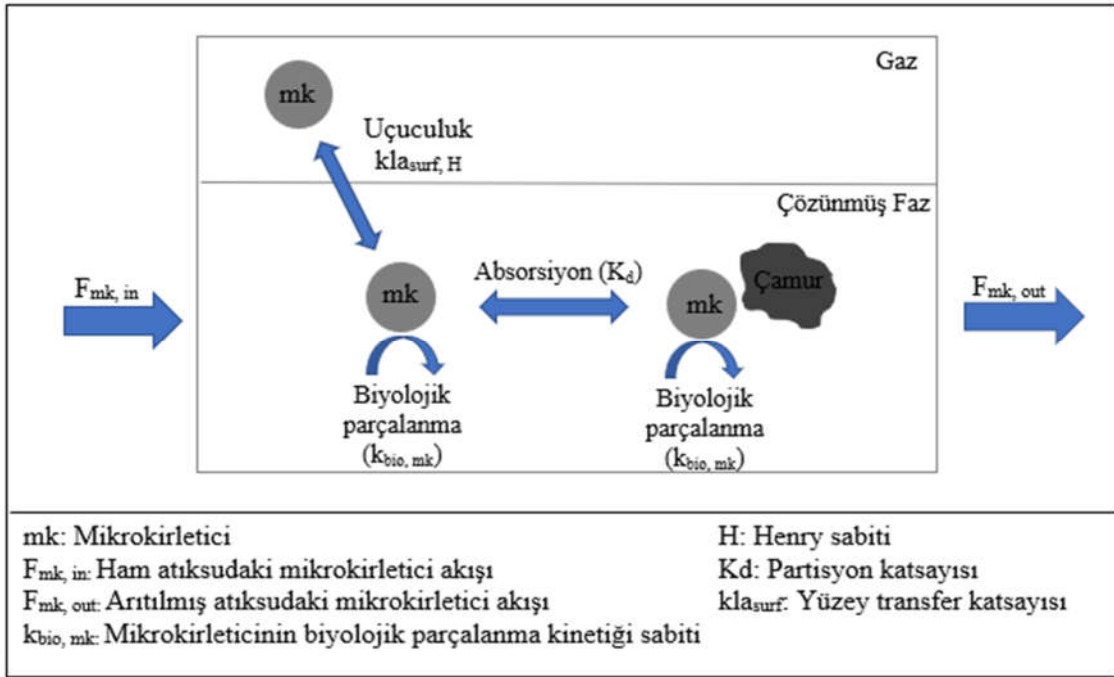 Gaz
mk
Uçuculuk
kla_surf, H
Çözünmüş Faz
F_mk, in
mk
Absorsiyon (K_d)
mk
Çamur
F_mk, out
Biyolojik
parçalanma
(k_bio, mk)
Biyolojik
parçalanma
(k_bio, mk)
mk: Mikrokirletici
F_mk, in: Ham atıksudaki mikrokirletici akışı
F_mk, out: Arıtılmış atıksudaki mikrokirletici akışı
k_bio, mk: Mikrokirleticinin biyolojik parçalanma kinetiği sabiti
H: Henry sabiti
Kd: Partisyon katsayısı
kla_surf: Yüzey transfer katsayısı